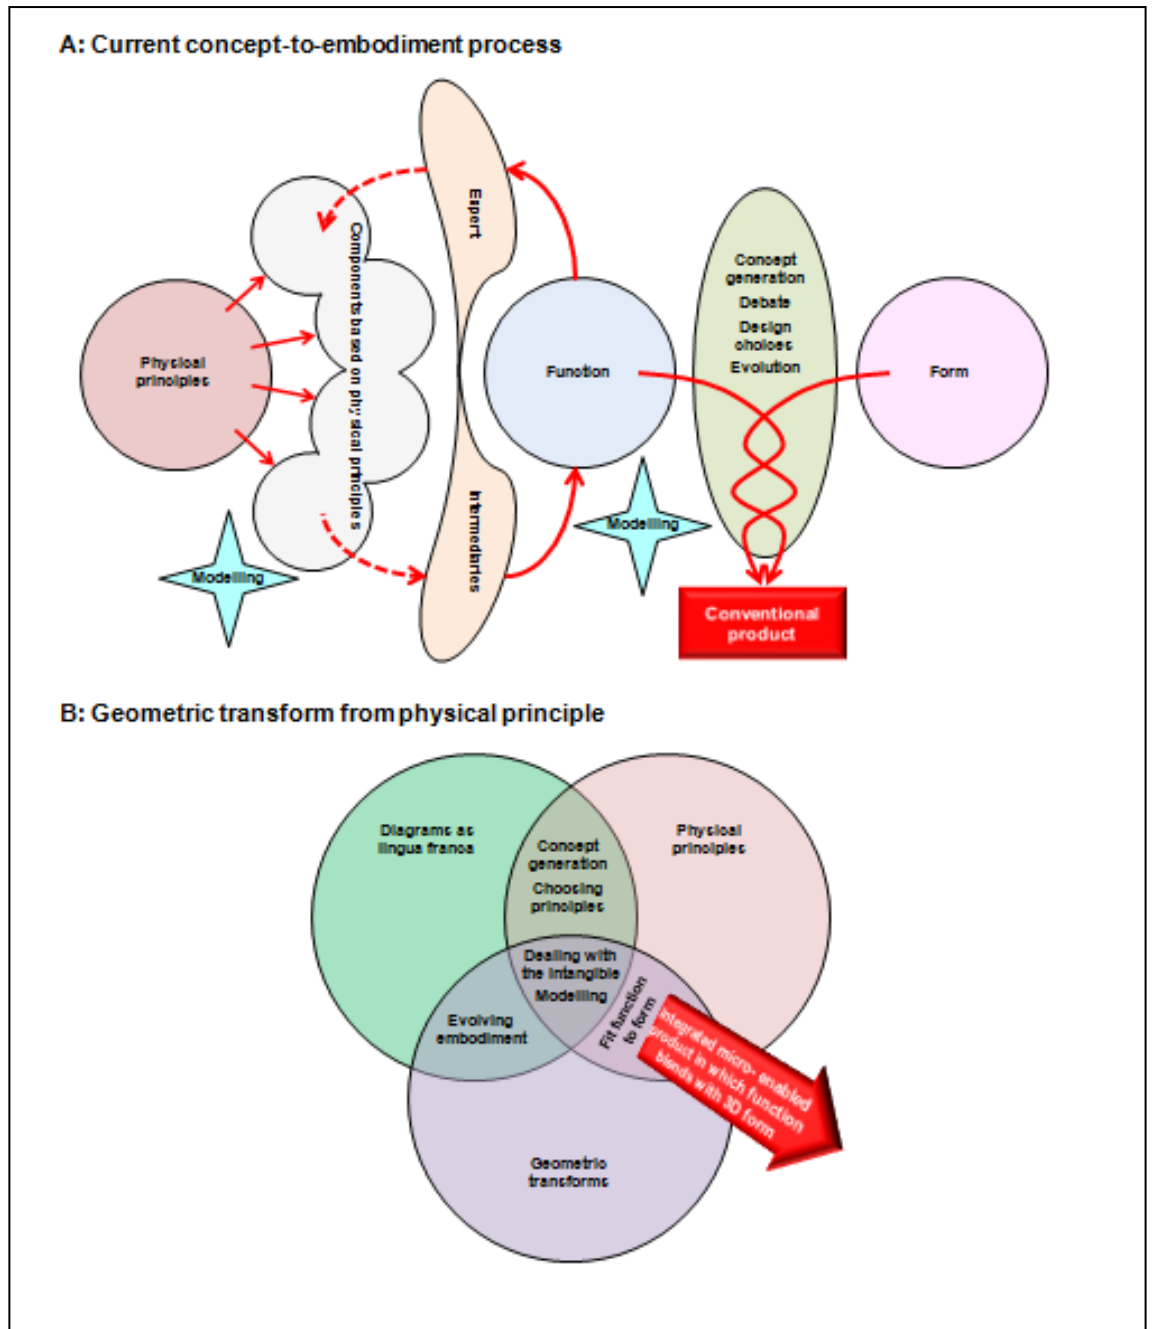 A: Current concept-to-embodiment process
Physical
principles
Components based on physical principles
Modelling
Expert
Intermediaries
Function
Modelling
Concept
generation
Debate
Design
choices
Evolution
Form
Conventional
product
B: Geometric transform from physical principle
Diagrams as
lingua franca
Concept
generation
Choosing
principles
Physical
principles
Dealing with
the intangible
Modelling
Evolving
embodiment
Fit function
to form
Integrated micro- enabled
product in which function
blends with 3D form
Geometric
transforms